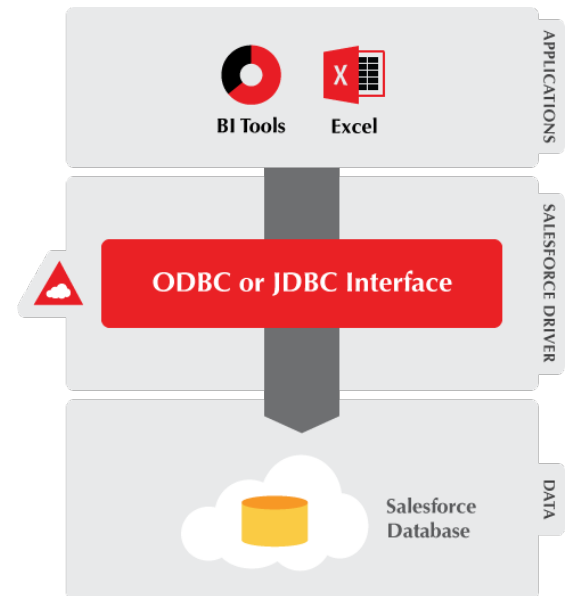 APPLICATIONS
X
BI Tools
Excel
SALESFORCE DRIVER
ODBC or JDBC Interface
DATA
Salesforce
Database